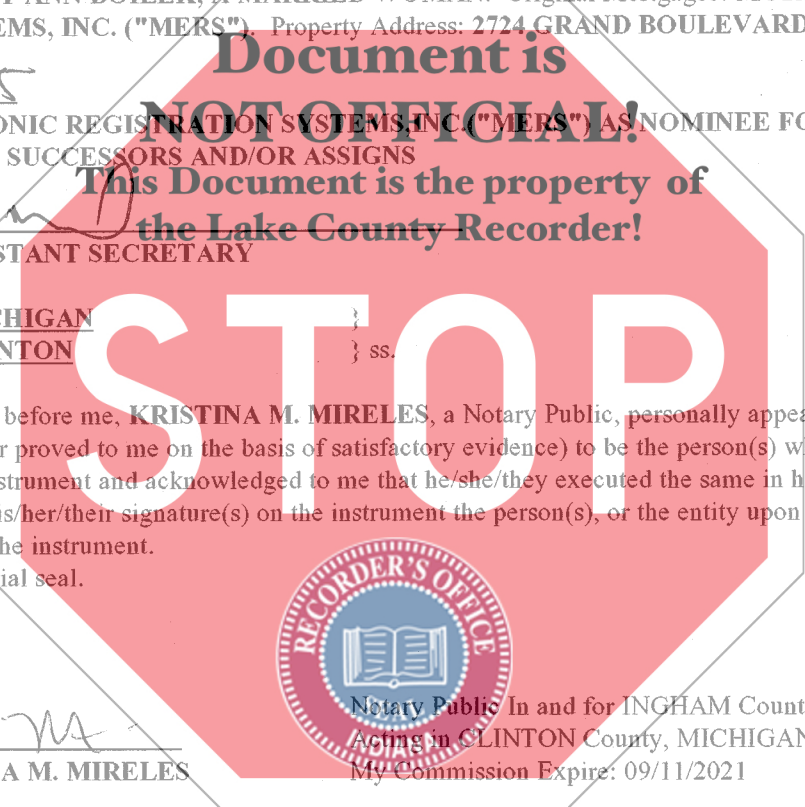 ANN BOILER, A MARRIED WOMAN. Original Mortgagee:
EMS, INC. ("MERS"). Property Address: 2724 GRAND BOULEVARD
Document is
NOT OFFICIAL!
ONIC REGISTRATION SYSTEMS, INC. ("MERS") AS NOMINEE FO
SUCCESSORS AND/OR ASSIGNS
This Document is the property of
the Lake County Recorder!
STANT SECRETARY
CHIGAN }
NTON } ss.
STOP
before me, KRISTINA M. MIRELES, a Notary Public, personally appea
r proved to me on the basis of satisfactory evidence) to be the person(s) w
strument and acknowledged to me that he/she/they executed the same in h
is/her/their signature(s) on the instrument the person(s), or the entity upon
he instrument.
ial seal.
RECORDER'S OFFICE
SEAL
INDIANA
Notary Public In and for INGHAM Count
Acting in CLINTON County, MICHIGAN
A M. MIRELES My Commission Expire: 09/11/2021